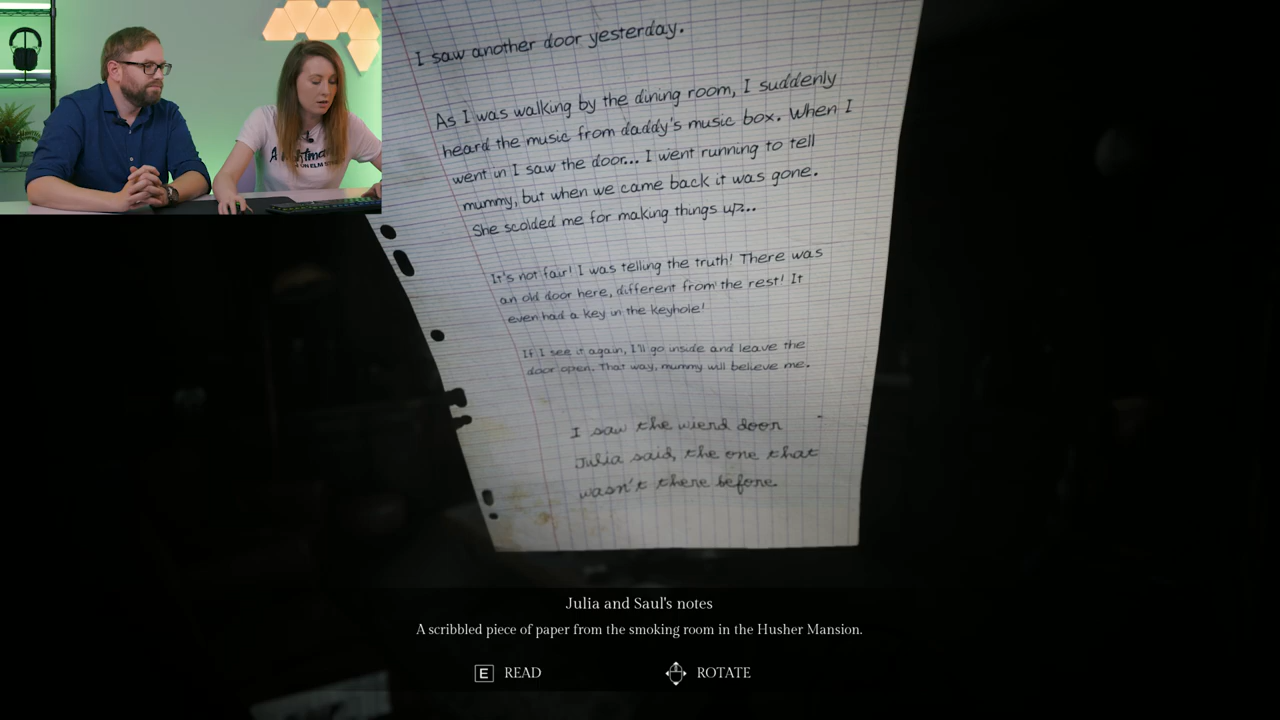 I saw another door yesterday.
As I was walking by the dining room, I suddenly
heard the music from daddy's music box. When I
went in I saw the door... I went running to tell
mummy, but when we came back it was gone.
She scolded me for making things up...
It's not fair! I was telling the truth! There was
an old door here, different from the rest! It
even had a key in the keyhole!
If I see it again, I'll go inside and leave the
door open. That way, mummy will believe me.
I saw the wierd door
Julia said, the one that
wasn't there before.
Julia and Saul's notes
A scribbled piece of paper from the smoking room in the Husher Mansion.
E READ
ROTATE